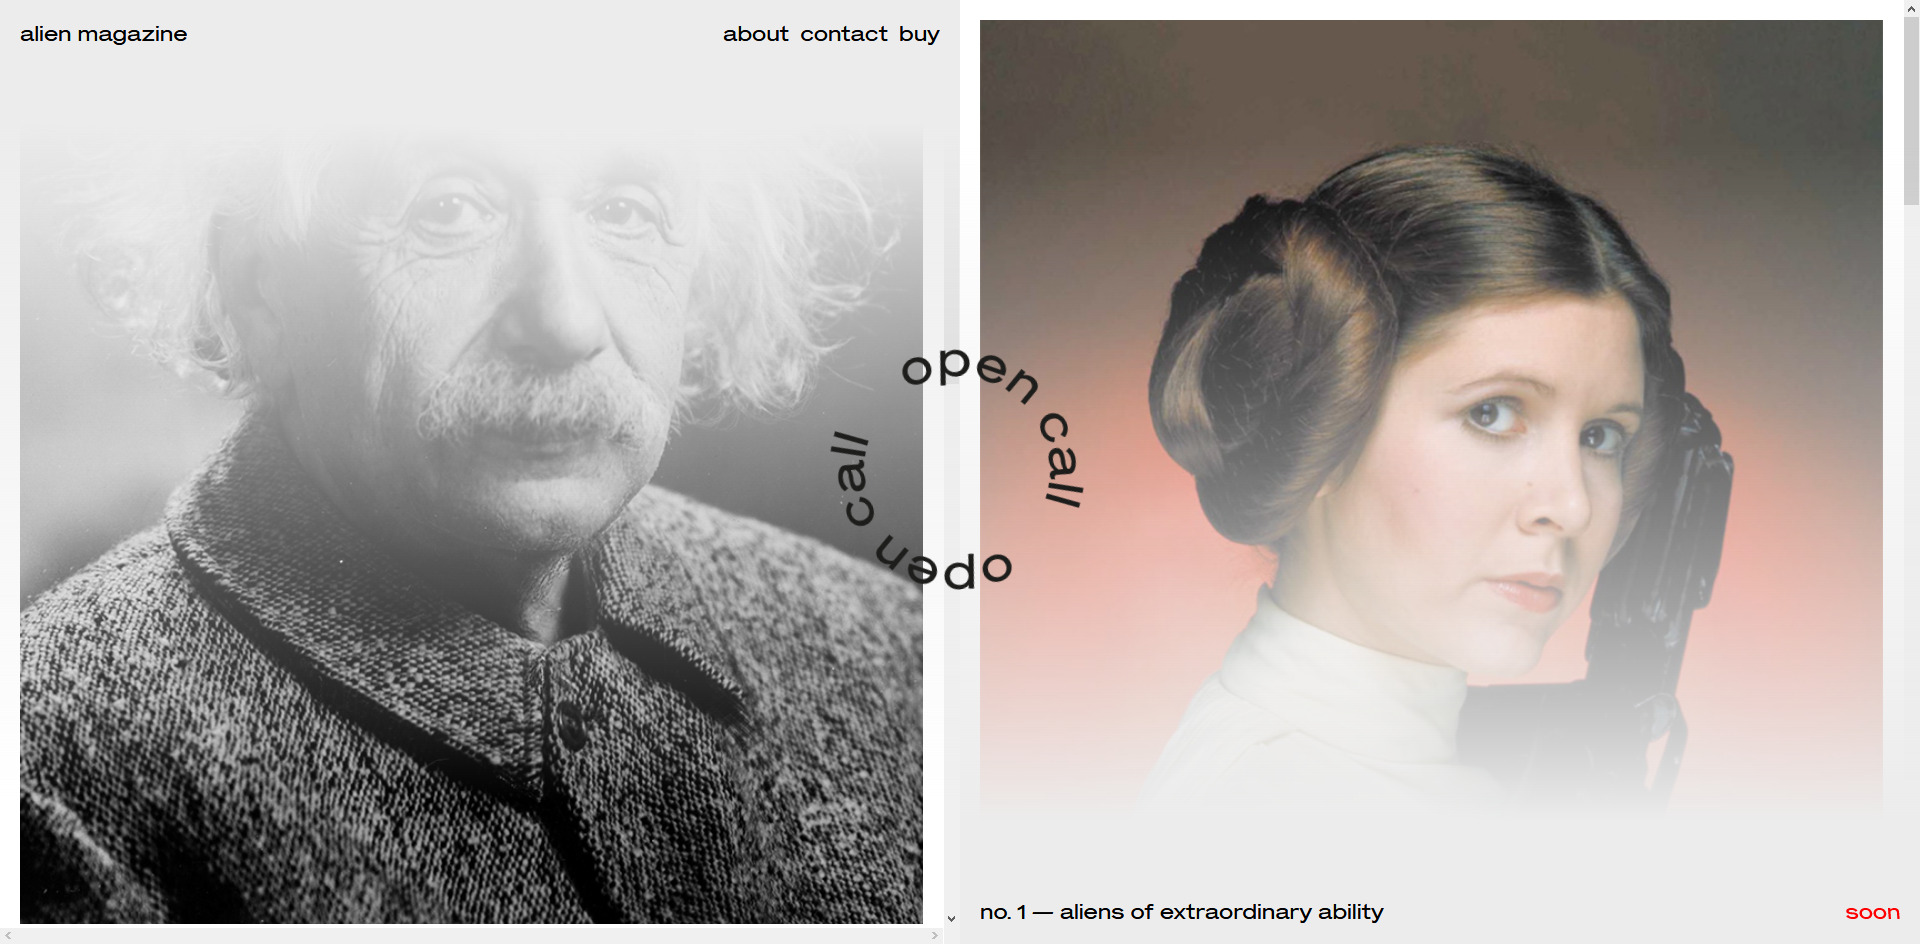 alien magazine
about contact buy
open call
open call
no. 1 — aliens of extraordinary ability
soon